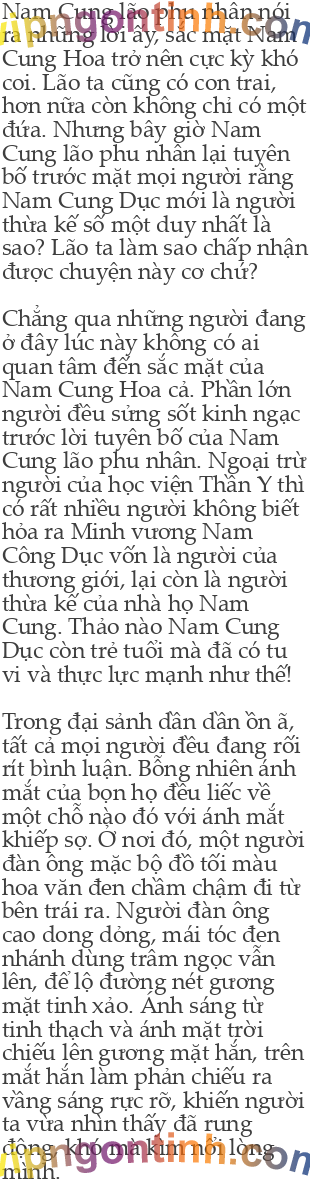 Nam Cung lão phu nhân nói
ra những lời ấy, sắc mặt Nam
Cung Hoa trở nên cực kỳ khó
coi. Lão ta cũng có con trai,
hơn nữa còn không chỉ có một
đứa. Nhưng bây giờ Nam
Cung lão phu nhân lại tuyên
bố trước mặt mọi người rằng
Nam Cung Dục mới là người
thừa kế số một duy nhất là
sao? Lão ta làm sao chấp nhận
được chuyện này cơ chứ?
Chẳng qua những người đang
ở đây lúc này không có ai
quan tâm đến sắc mặt của
Nam Cung Hoa cả. Phần lớn
người đều sửng sốt kinh ngạc
trước lời tuyên bố của Nam
Cung lão phu nhân. Ngoại trừ
người của học viện Thần Y thì
có rất nhiều người không biết
hóa ra Minh vương Nam
Công Dục vốn là người của
thương giới, lại còn là người
thừa kế của nhà họ Nam
Cung. Thảo nào Nam Cung
Dục còn trẻ tuổi mà đã có tu
vi và thực lực mạnh như thế!
Trong đại sảnh dần dần ồn ã,
tất cả mọi người đều đang rối
rít bình luận. Bỗng nhiên ánh
mắt của bọn họ đều liếc về
một chỗ nào đó với ánh mắt
khiếp sợ. Ở nơi đó, một người
đàn ông mặc bộ đồ tối màu
hoa văn đen chầm chậm đi từ
bên trái ra. Người đàn ông
cao dong dỏng, mái tóc đen
nhánh dùng trâm ngọc vấn
lên, để lộ đường nét gương
mặt tinh xảo. Ánh sáng từ
tinh thạch và ánh mặt trời
chiếu lên gương mặt hắn, trên
mắt hắn làm phản chiếu ra
vầng sáng rực rỡ, khiến người
ta vừa nhìn thấy đã rung
động, khó mà kìm nổi lòng
mình.
vipngontinh.com